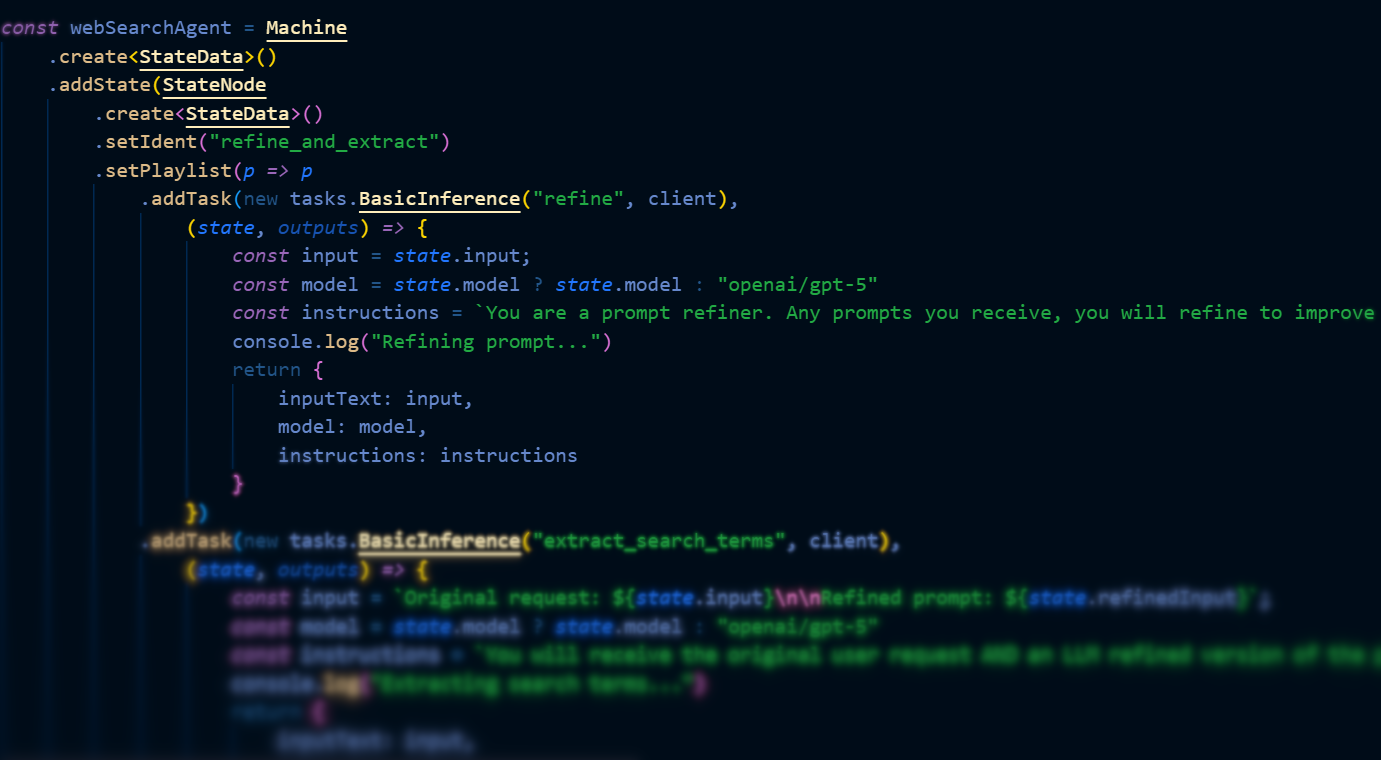 const webSearchAgent = Machine
.create<StateData>()
.addState(StateNode
.create<StateData>()
.setIdent("refine_and_extract")
.setPlaylist(p => p
.addTask(new tasks.BasicInference("refine", client),
(state, outputs) => {
const input = state.input;
const model = state.model ? state.model : "openai/gpt-5"
const instructions = `You are a prompt refiner. Any prompts you receive, you will refine to improve
console.log("Refining prompt...")
return {
inputText: input,
model: model,
instructions: instructions
}
})
.addTask(new tasks.BasicInference("extract_search_terms", client),
(state, outputs) => {
const input = `Original request: ${state.input}\n\nRefined prompt: ${state.refinedInput}`;
const model = state.model ? state.model : "openai/gpt-5"
const instructions = `You will receive the original user request AND an LLM refined version of the
console.log("Extracting search terms...")
return {
inputText: input,